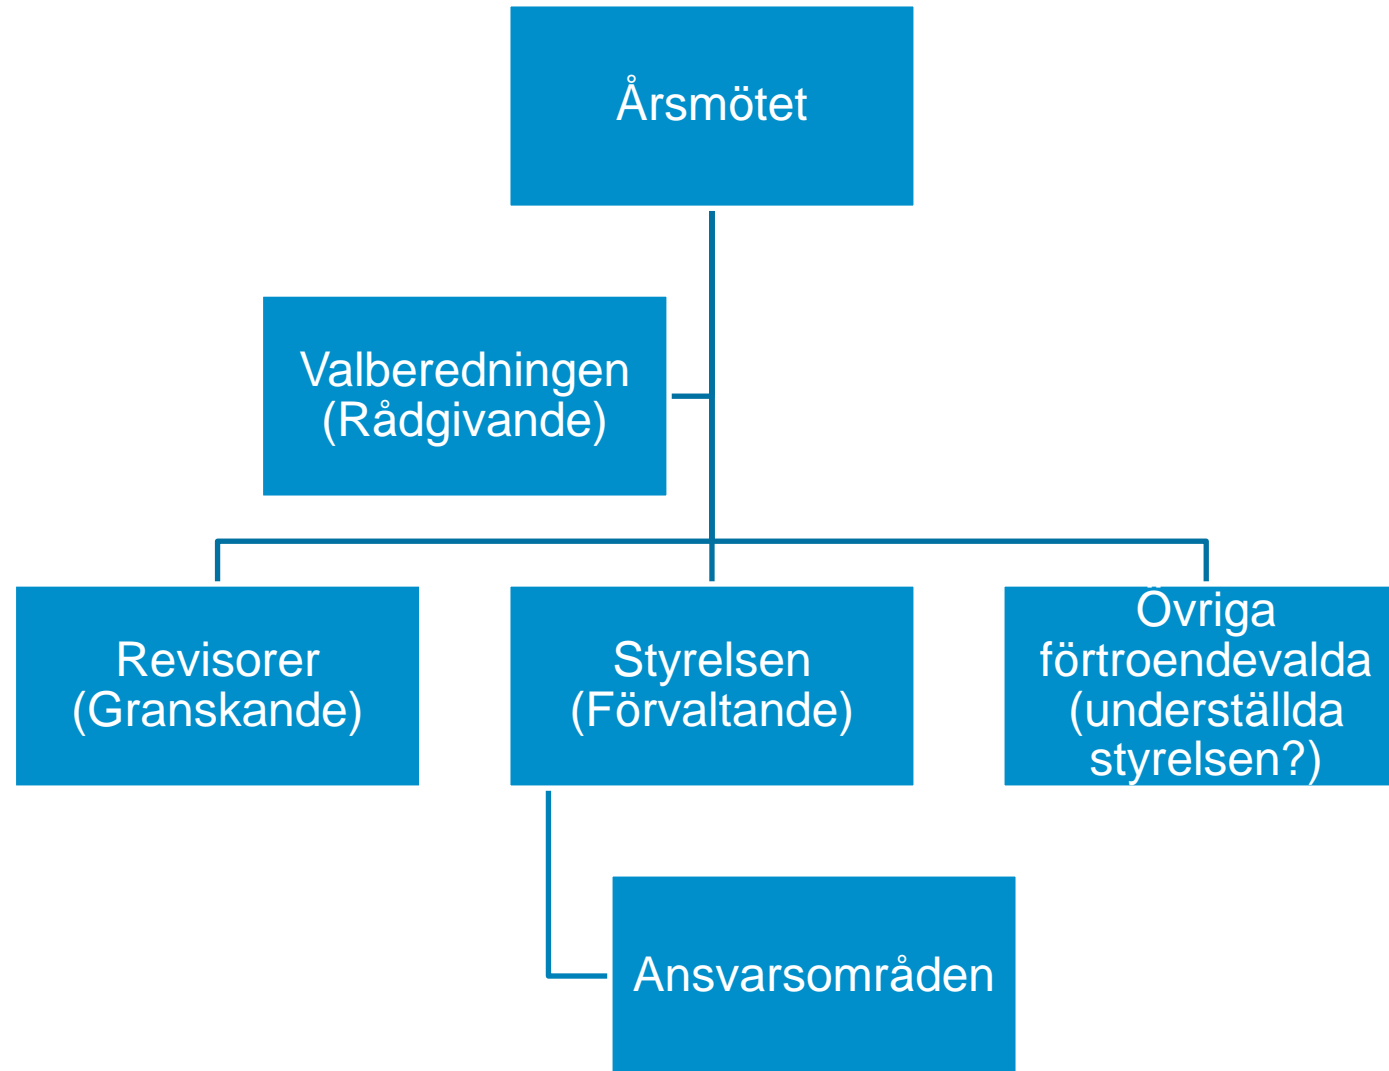 Årsmötet
Valberedningen
(Rådgivande)
Revisorer
(Granskande)
Styrelsen
(Förvaltande)
Övriga
förtroendevalda
(underställda
styrelsen?)
Ansvarsområden